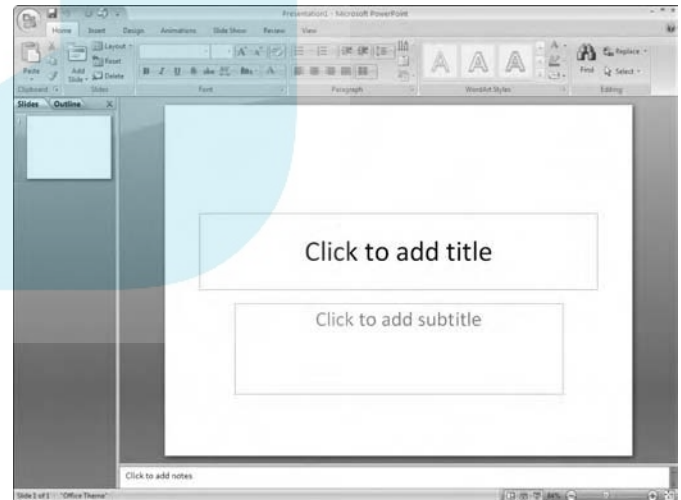 Presentation1 - Microsoft PowerPoint
Home Insert Design Animations Slide Show Review View
Layout
Replace
Reset
Paste Add Slide Delete
B I U S abc Aa A
A A A
Find Select
Clipboard Slides Font Paragraph WordArt Styles Editing
Slides Outline X
Click to add title
Click to add subtitle
Click to add notes
Slide 1 of 1 "Office Theme"